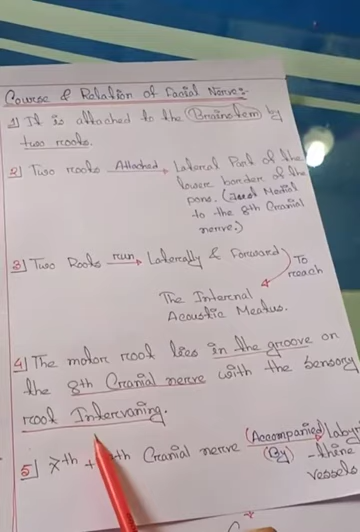 Course & Relation of Facial Nerve:-
1) It is attached to the Brainstem by
two roots.
2) Two roots Attached → Lateral Part of the
lower border of the
pons. (just Medial
to the 8th Cranial
nerve.)
3) Two Roots run → Laterally & Forward) To
reach
The Internal
Acoustic Meatus.
4) The motor root lies in the groove on
the 8th Cranial nerve with the sensory
root Intervaning.
5) th + th Cranial nerve (Accompanied Laby
(By) -thine
vessels